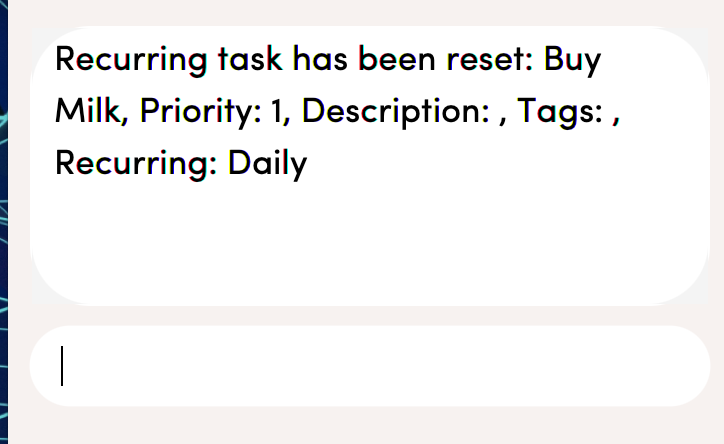 Recurring task has been reset: Buy
Milk, Priority: 1, Description: , Tags: ,
Recurring: Daily